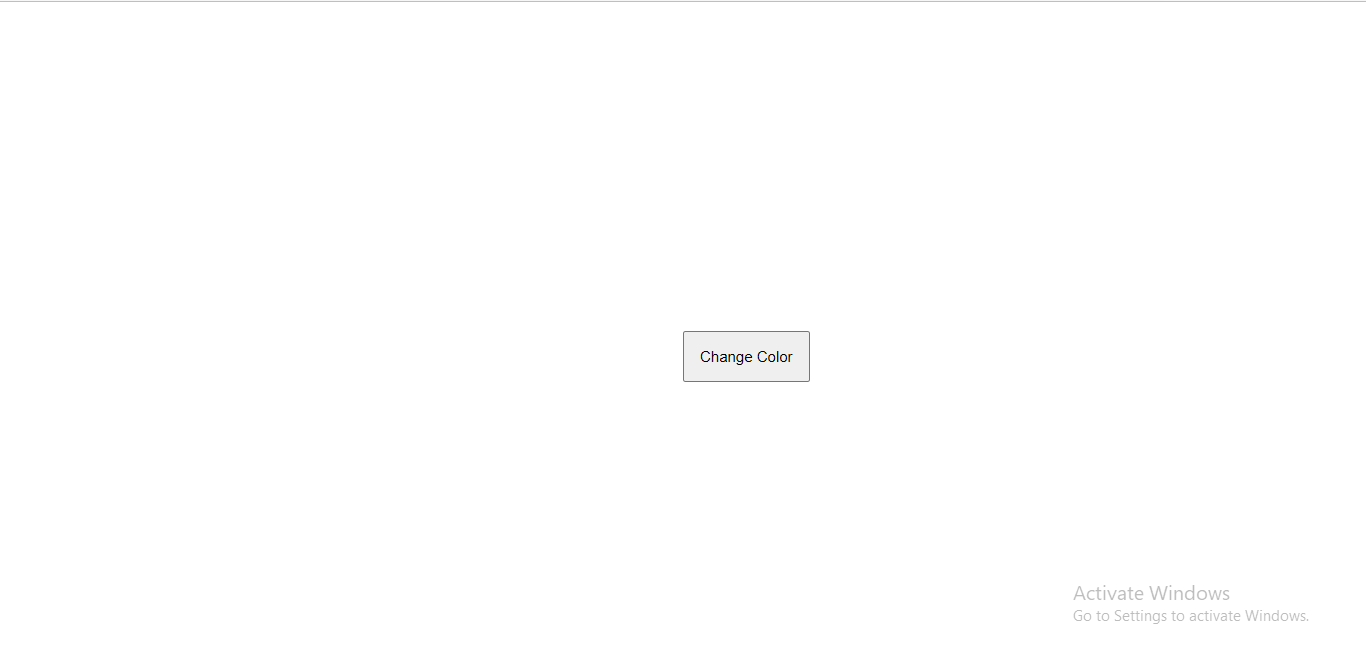 Change Color
Activate Windows
Go to Settings to activate Windows.